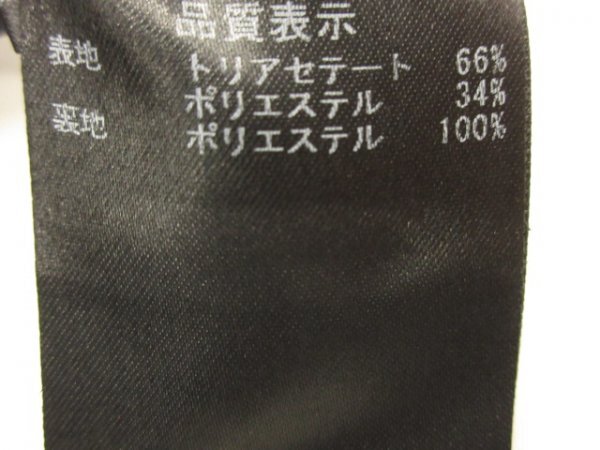 品質表示
表地 トリアセテート 66%
ポリエステル 34%
裏地 ポリエステル 100%